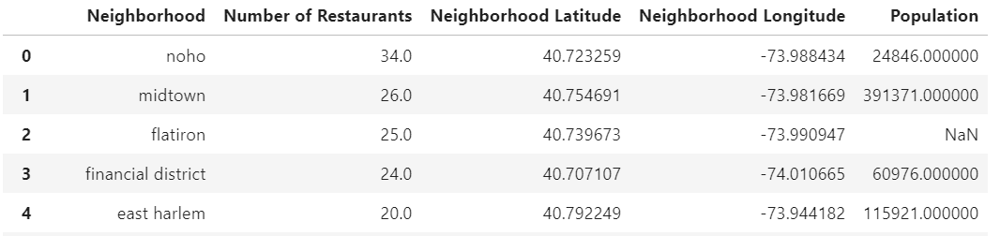 Neighborhood Number of Restaurants Neighborhood Latitude Neighborhood Longitude Population
0 noho 34.0 40.723259 -73.988434 24846.000000
1 midtown 26.0 40.754691 -73.981669 391371.000000
2 flatiron 25.0 40.739673 -73.990947 NaN
3 financial district 24.0 40.707107 -74.010665 60976.000000
4 east harlem 20.0 40.792249 -73.944182 115921.000000